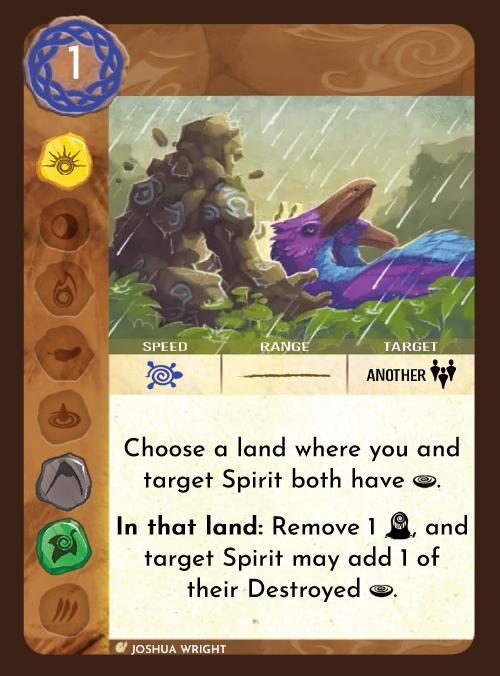 1
SPEED RANGE TARGET
ANOTHER
Choose a land where you and
target Spirit both have .
In that land: Remove 1 , and
target Spirit may add 1 of
their Destroyed .
JOSHUA WRIGHT